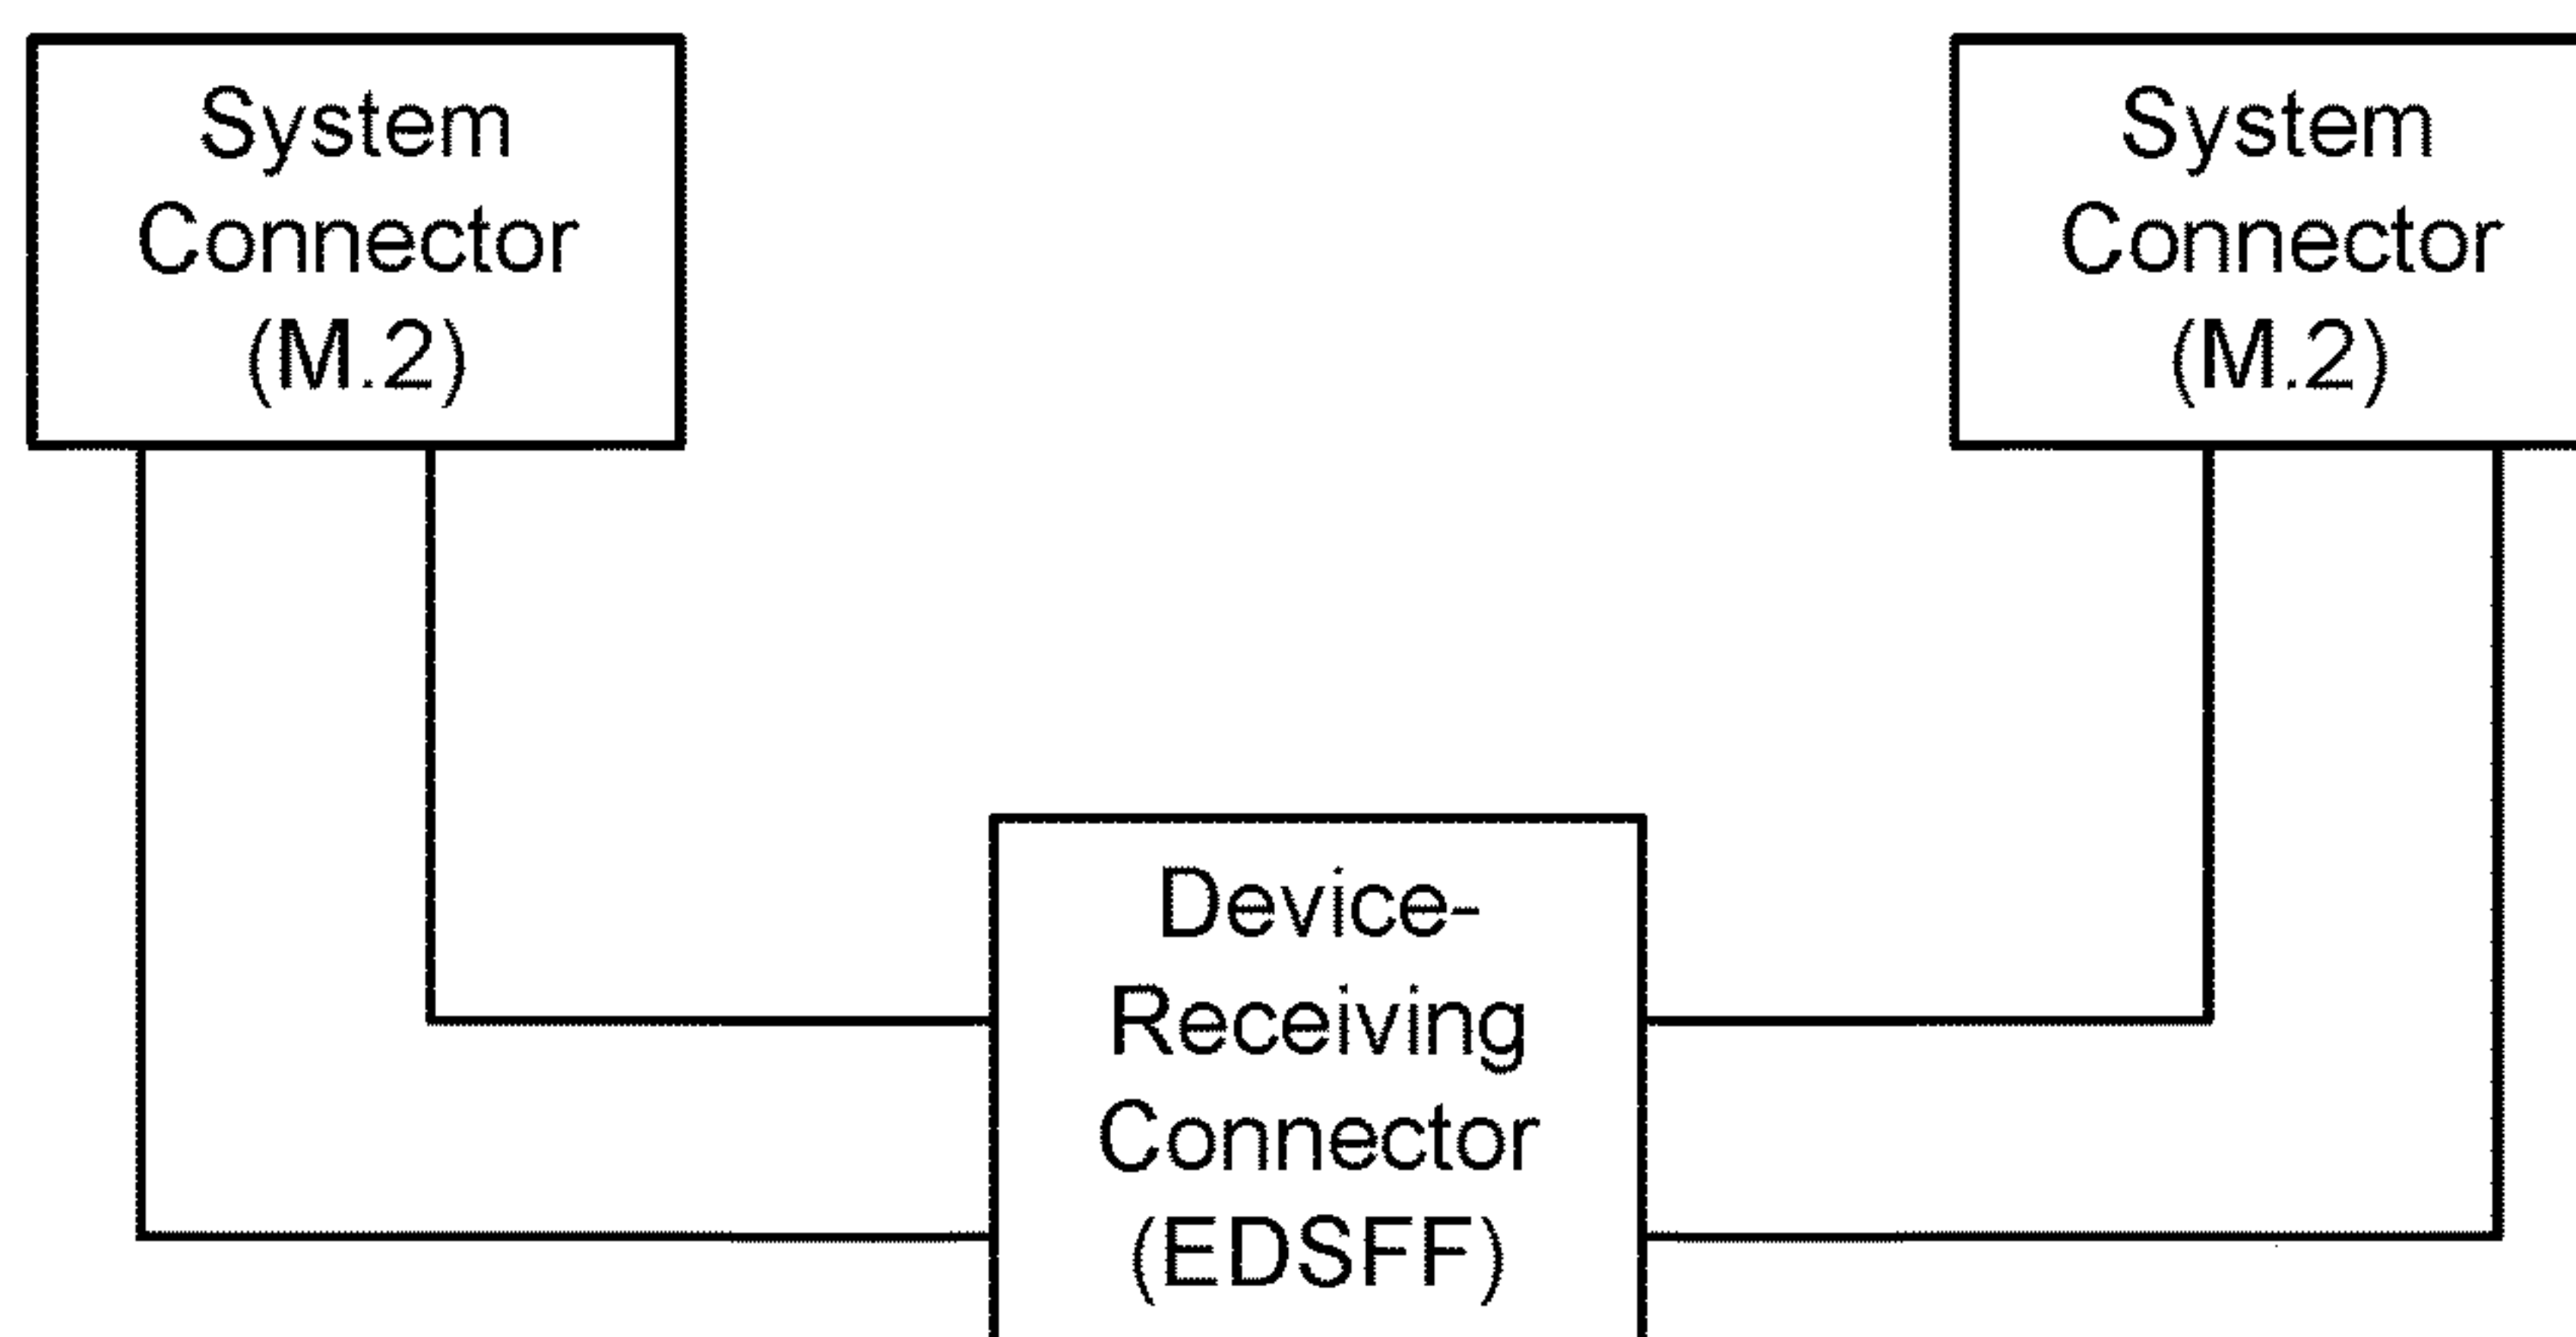 System
Connector
(M.2)
System
Connector
(M.2)
Device-
Receiving
Connector
(EDSFF)